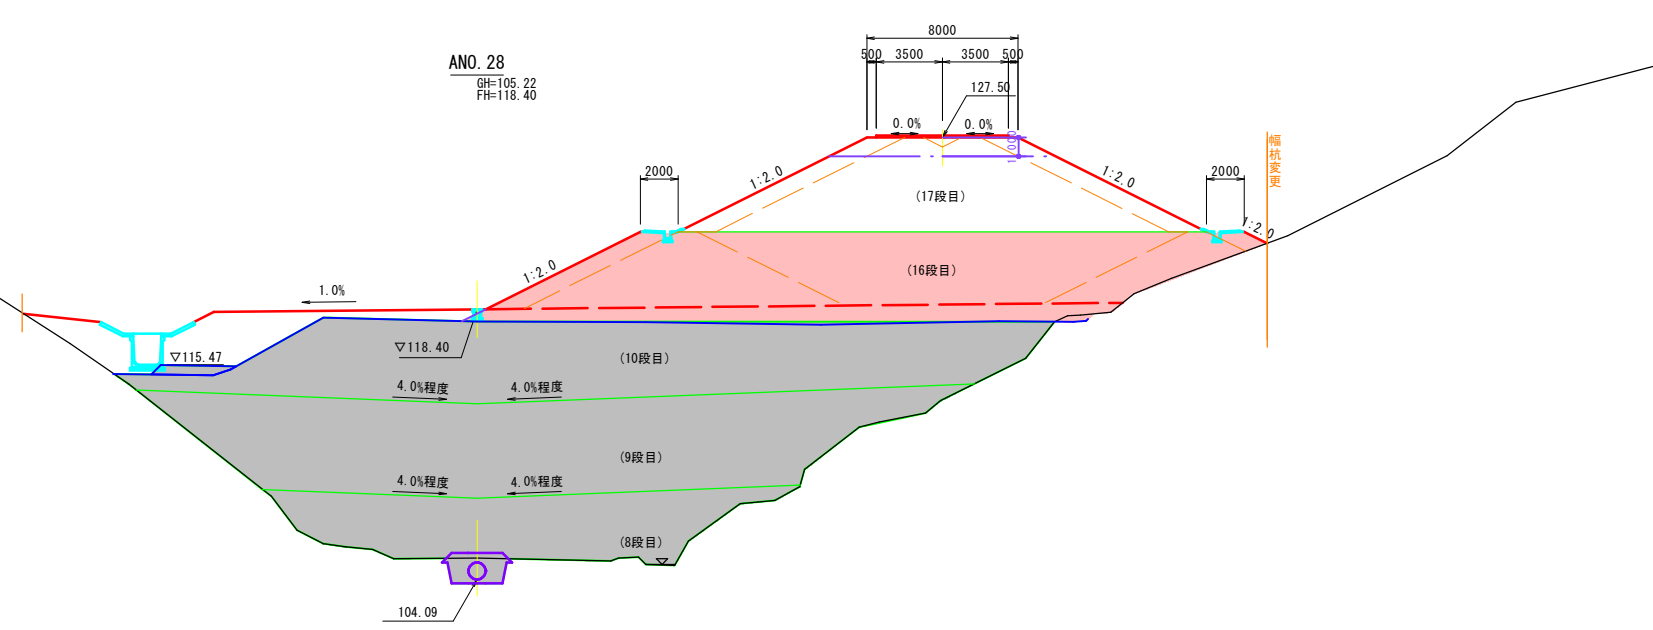 8000
500 3500 3500 500
ANO. 28
GH=105.22
FH=118.40
127.50
0.0% 0.0%
1,000
幅杭変更
2000 1:2.0 1:2.0 2000
(17段目)
1:2.0
1:2.0 (16段目)
1.0%
▽118.40
▽115.47 (10段目)
4.0%程度 4.0%程度
(9段目)
4.0%程度 4.0%程度
(8段目)
104.09